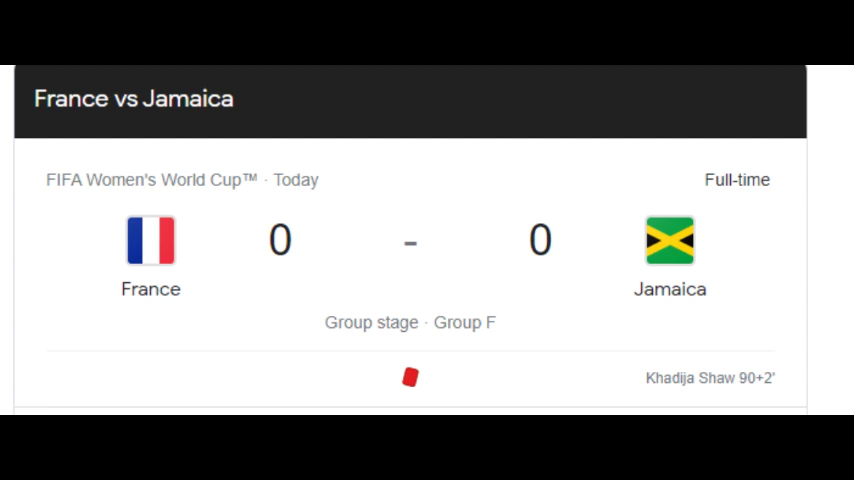 France vs Jamaica
FIFA Women's World Cup™ · Today Full-time
0 - 0
France Jamaica
Group stage · Group F
Khadija Shaw 90+2'